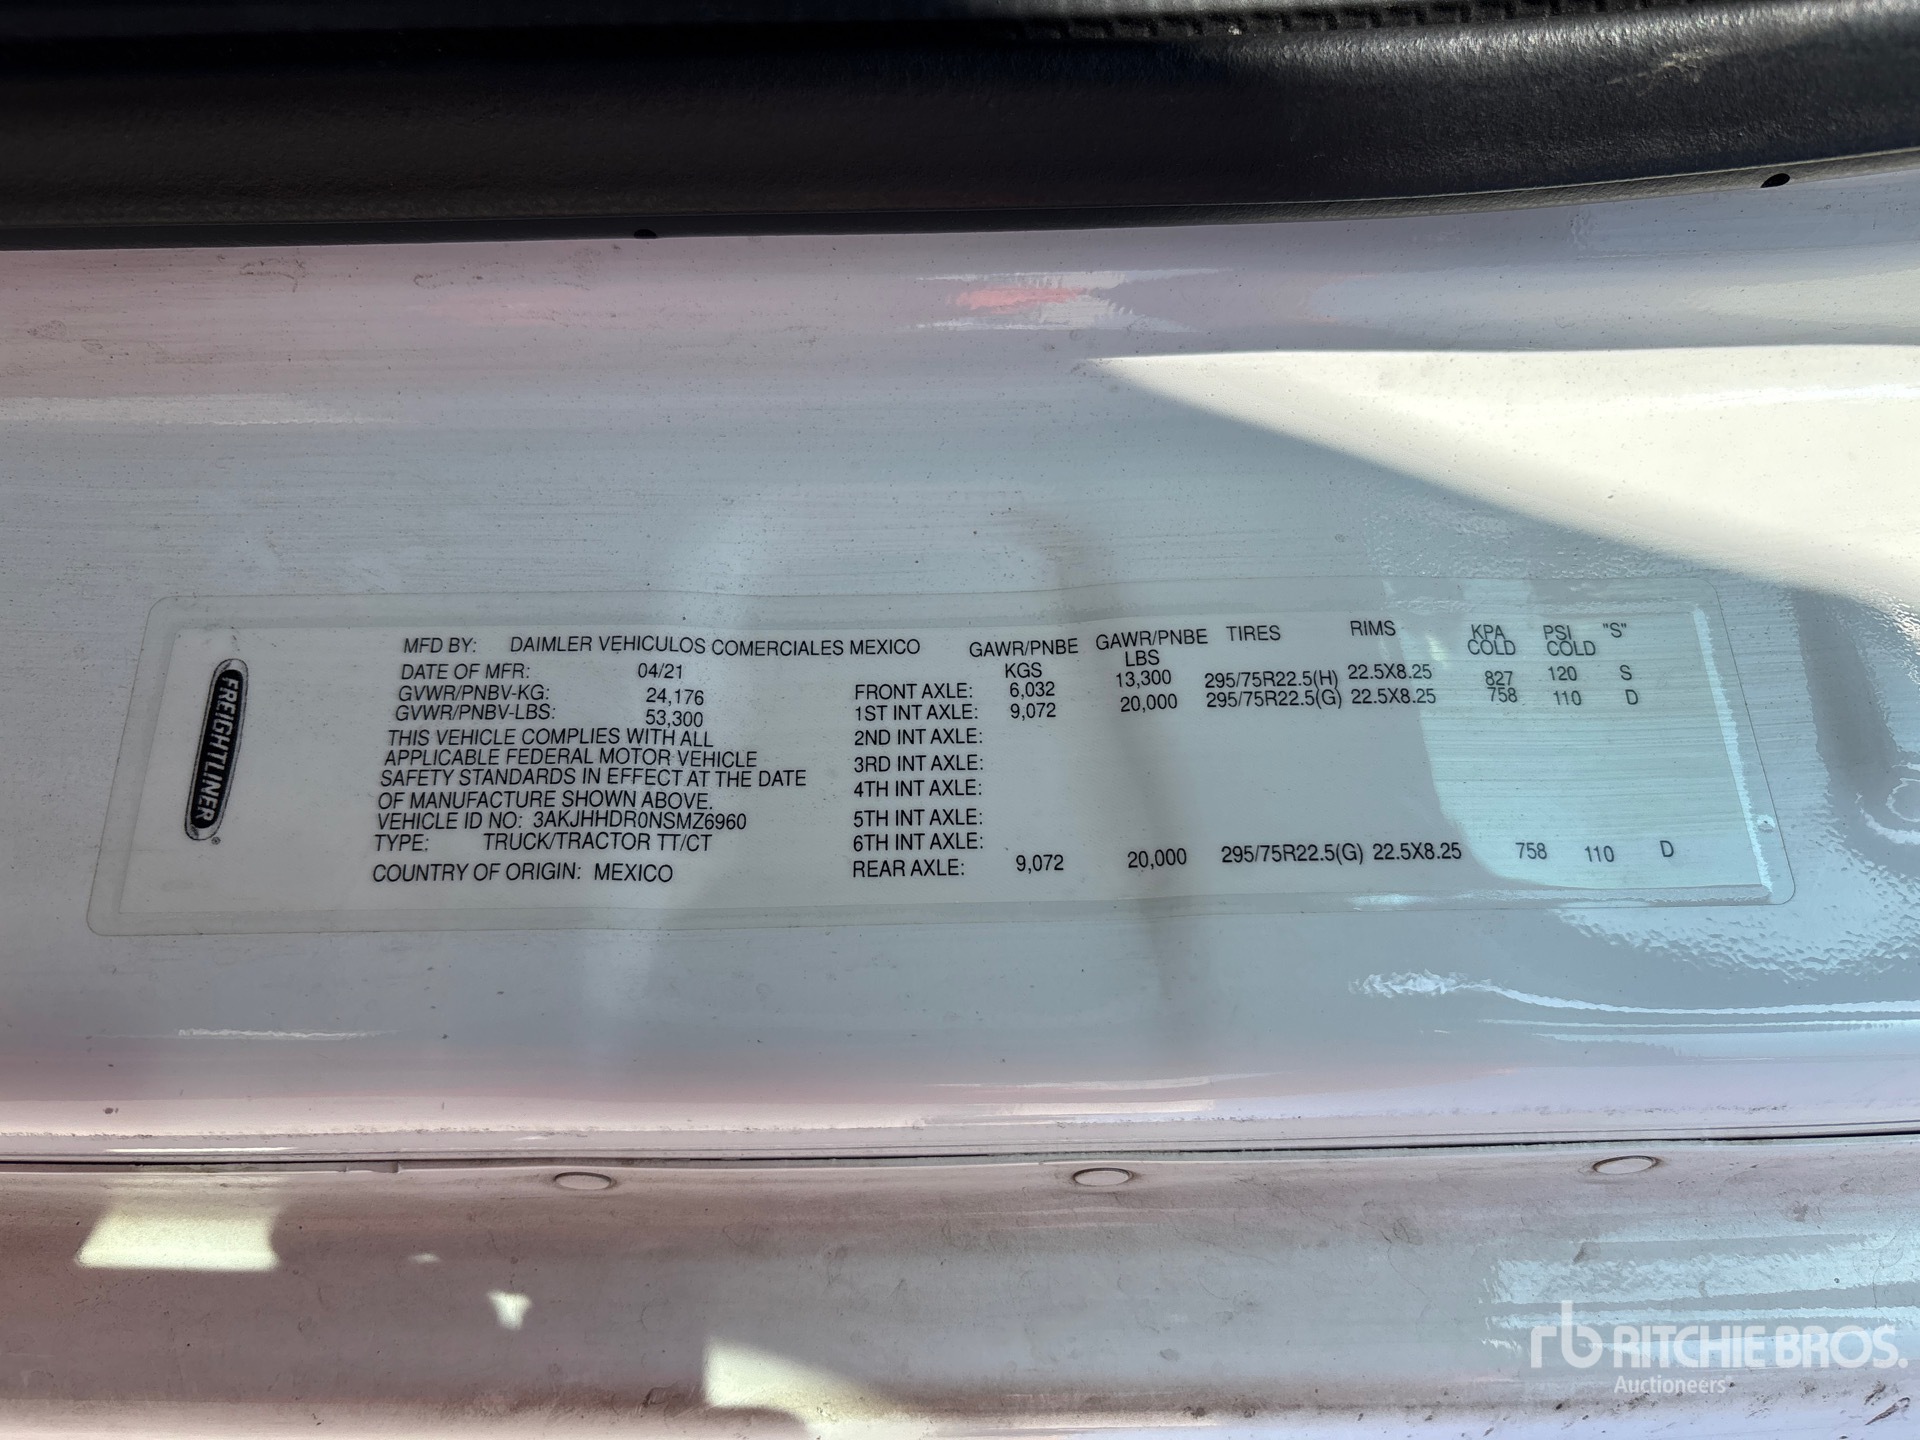 FREIGHTLINER
MFD BY: DAIMLER VEHICULOS COMERCIALES MEXICO
DATE OF MFR: 04/21
GVWR/PNBV-KG: 24,176
GVWR/PNBV-LBS: 53,300
THIS VEHICLE COMPLIES WITH ALL
APPLICABLE FEDERAL MOTOR VEHICLE
SAFETY STANDARDS IN EFFECT AT THE DATE
OF MANUFACTURE SHOWN ABOVE.
VEHICLE ID NO: 3AKJHHDR0NSMZ6960
TYPE: TRUCK/TRACTOR TT/CT
COUNTRY OF ORIGIN: MEXICO
GAWR/PNBE KGS GAWR/PNBE LBS TIRES RIMS KPA COLD PSI COLD "S"
FRONT AXLE: 6,032 13,300 295/75R22.5(H) 22.5X8.25 827 120 S
1ST INT AXLE: 9,072 20,000 295/75R22.5(G) 22.5X8.25 758 110 D
2ND INT AXLE:
3RD INT AXLE:
4TH INT AXLE:
5TH INT AXLE:
6TH INT AXLE:
REAR AXLE: 9,072 20,000 295/75R22.5(G) 22.5X8.25 758 110 D
rb RITCHIE BROS.
Auctioneers